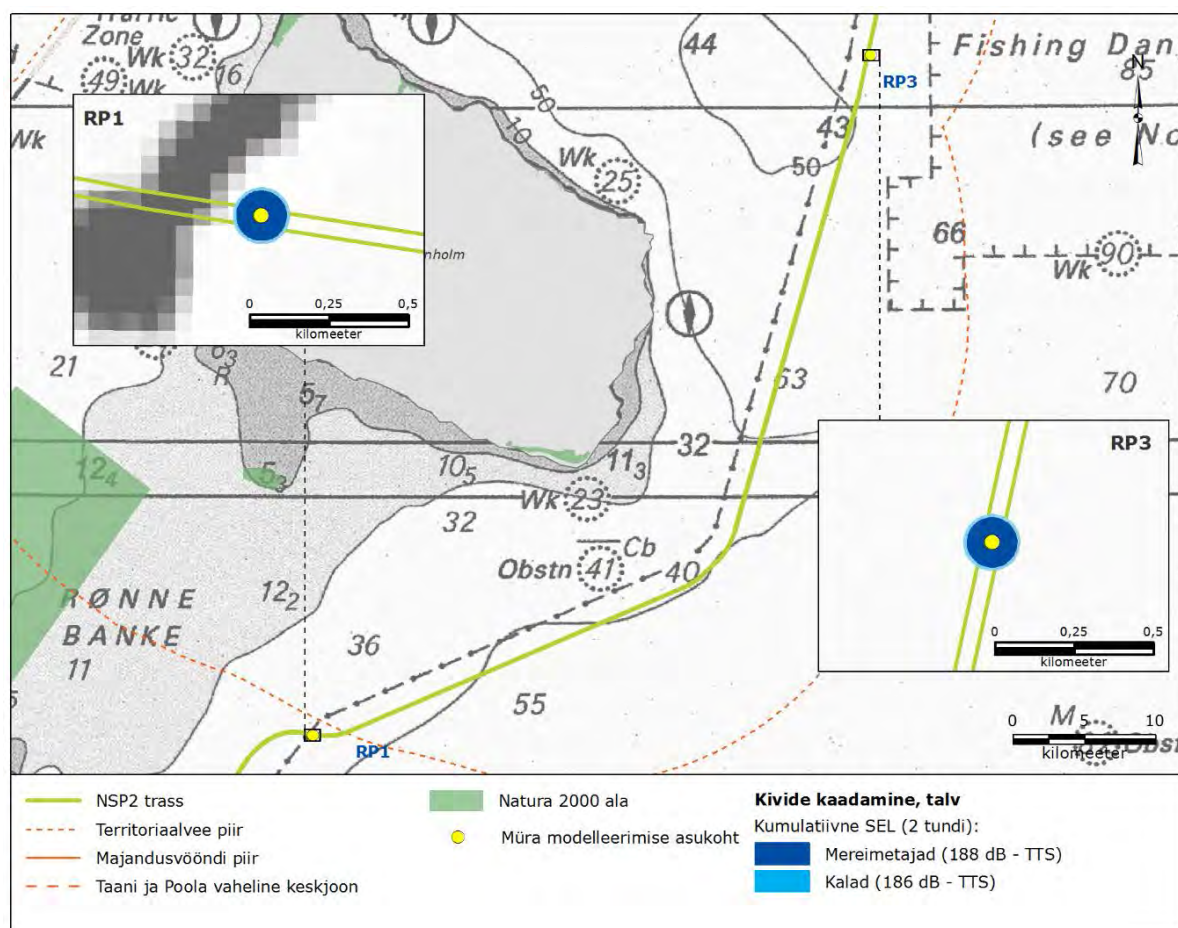 Zone
Wk 32
49 Wk
16
Wk
44
Fishing Dan
85
N
(see No
RP3
50
10
43
50
Wk
25
RP1
nholm
0 0,25 0,5
kilomeeter
66
90
Wk
21
R
5₇
63
70
32
12₄
5₃
10₅
11₃
Wk 23
32
RP3
0 0,25 0,5
kilomeeter
Cb
Obstn 41
40
RØNNE
BANKE
11
12₂
36
55
RP1
0 5 10
M
kilomeeter
Obst
NSP2 trass
Territoriaalvee piir
Majandusvööndi piir
Taani ja Poola vaheline keskjoon
Natura 2000 ala
Müra modelleerimise asukoht
Kivide kaadamine, talv
Kumulatiivne SEL (2 tundi):
Mereimetajad (188 dB - TTS)
Kalad (186 dB - TTS)